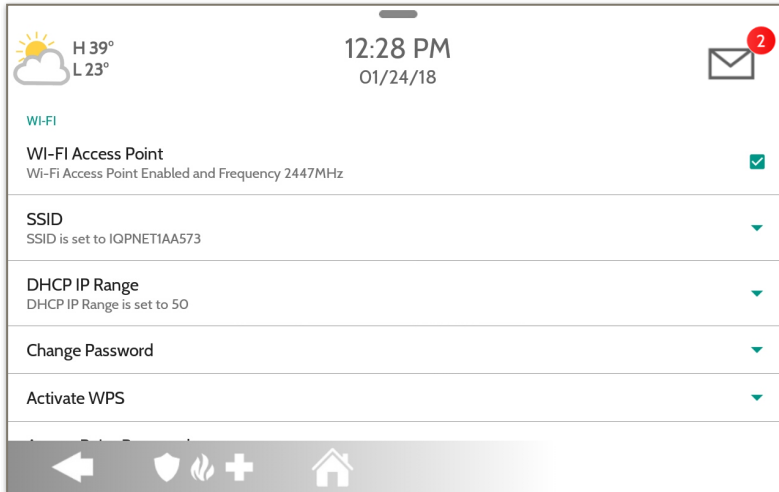 H 39°
L 23°
12:28 PM
01/24/18
2
WI-FI
WI-FI Access Point
Wi-Fi Access Point Enabled and Frequency 2447MHz
SSID
SSID is set to IQPNET1AA573
DHCP IP Range
DHCP IP Range is set to 50
Change Password
Activate WPS